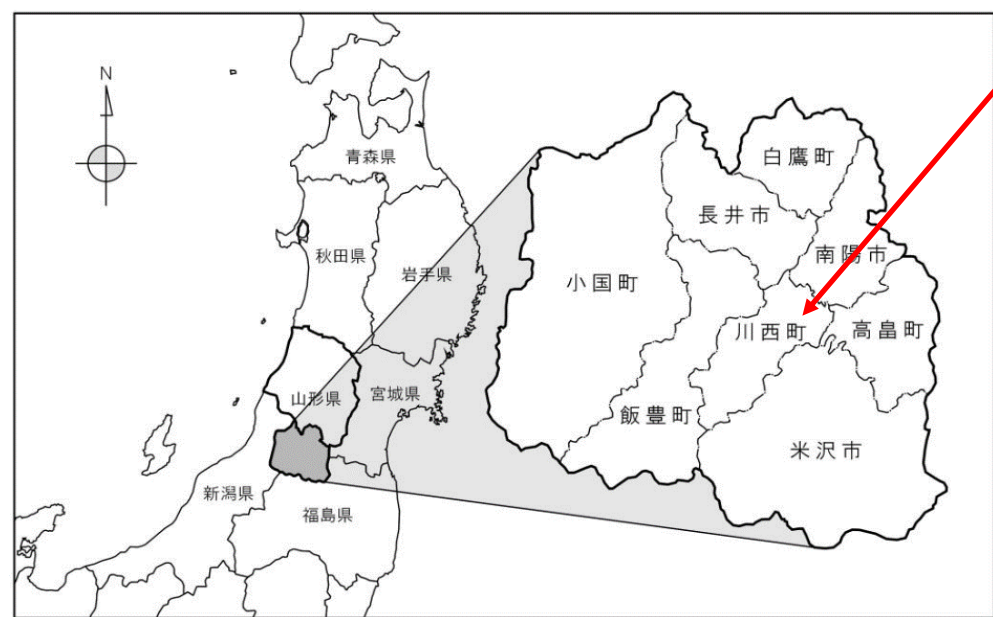 N
青森県
秋田県
岩手県
山形県
宮城県
新潟県
福島県
白鷹町
長井市
南陽市
小国町
川西町
高畠町
飯豊町
米沢市